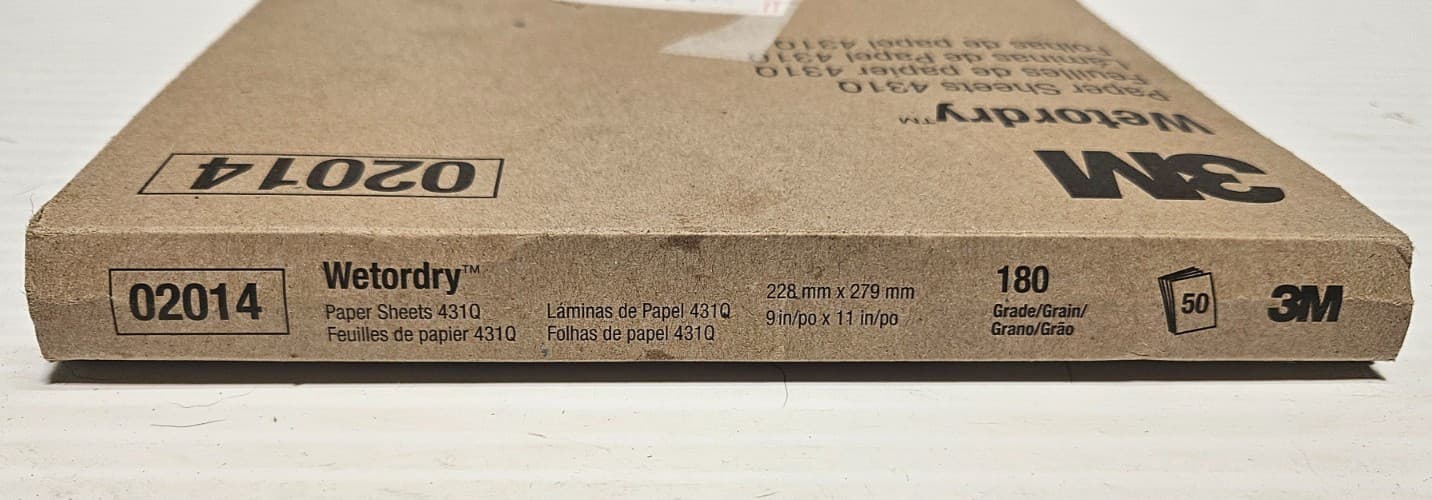 3M
Wetordry™
Paper Sheets 431Q
Feuilles de papier 431Q
Láminas de Papel 431Q
Folhas de papel 431Q
02014
02014
Wetordry™
Paper Sheets 431Q
Feuilles de papier 431Q
Láminas de Papel 431Q
Folhas de papel 431Q
228 mm x 279 mm
9 in/po x 11 in/po
180
Grade/Grain/
Grano/Grão
50
3M